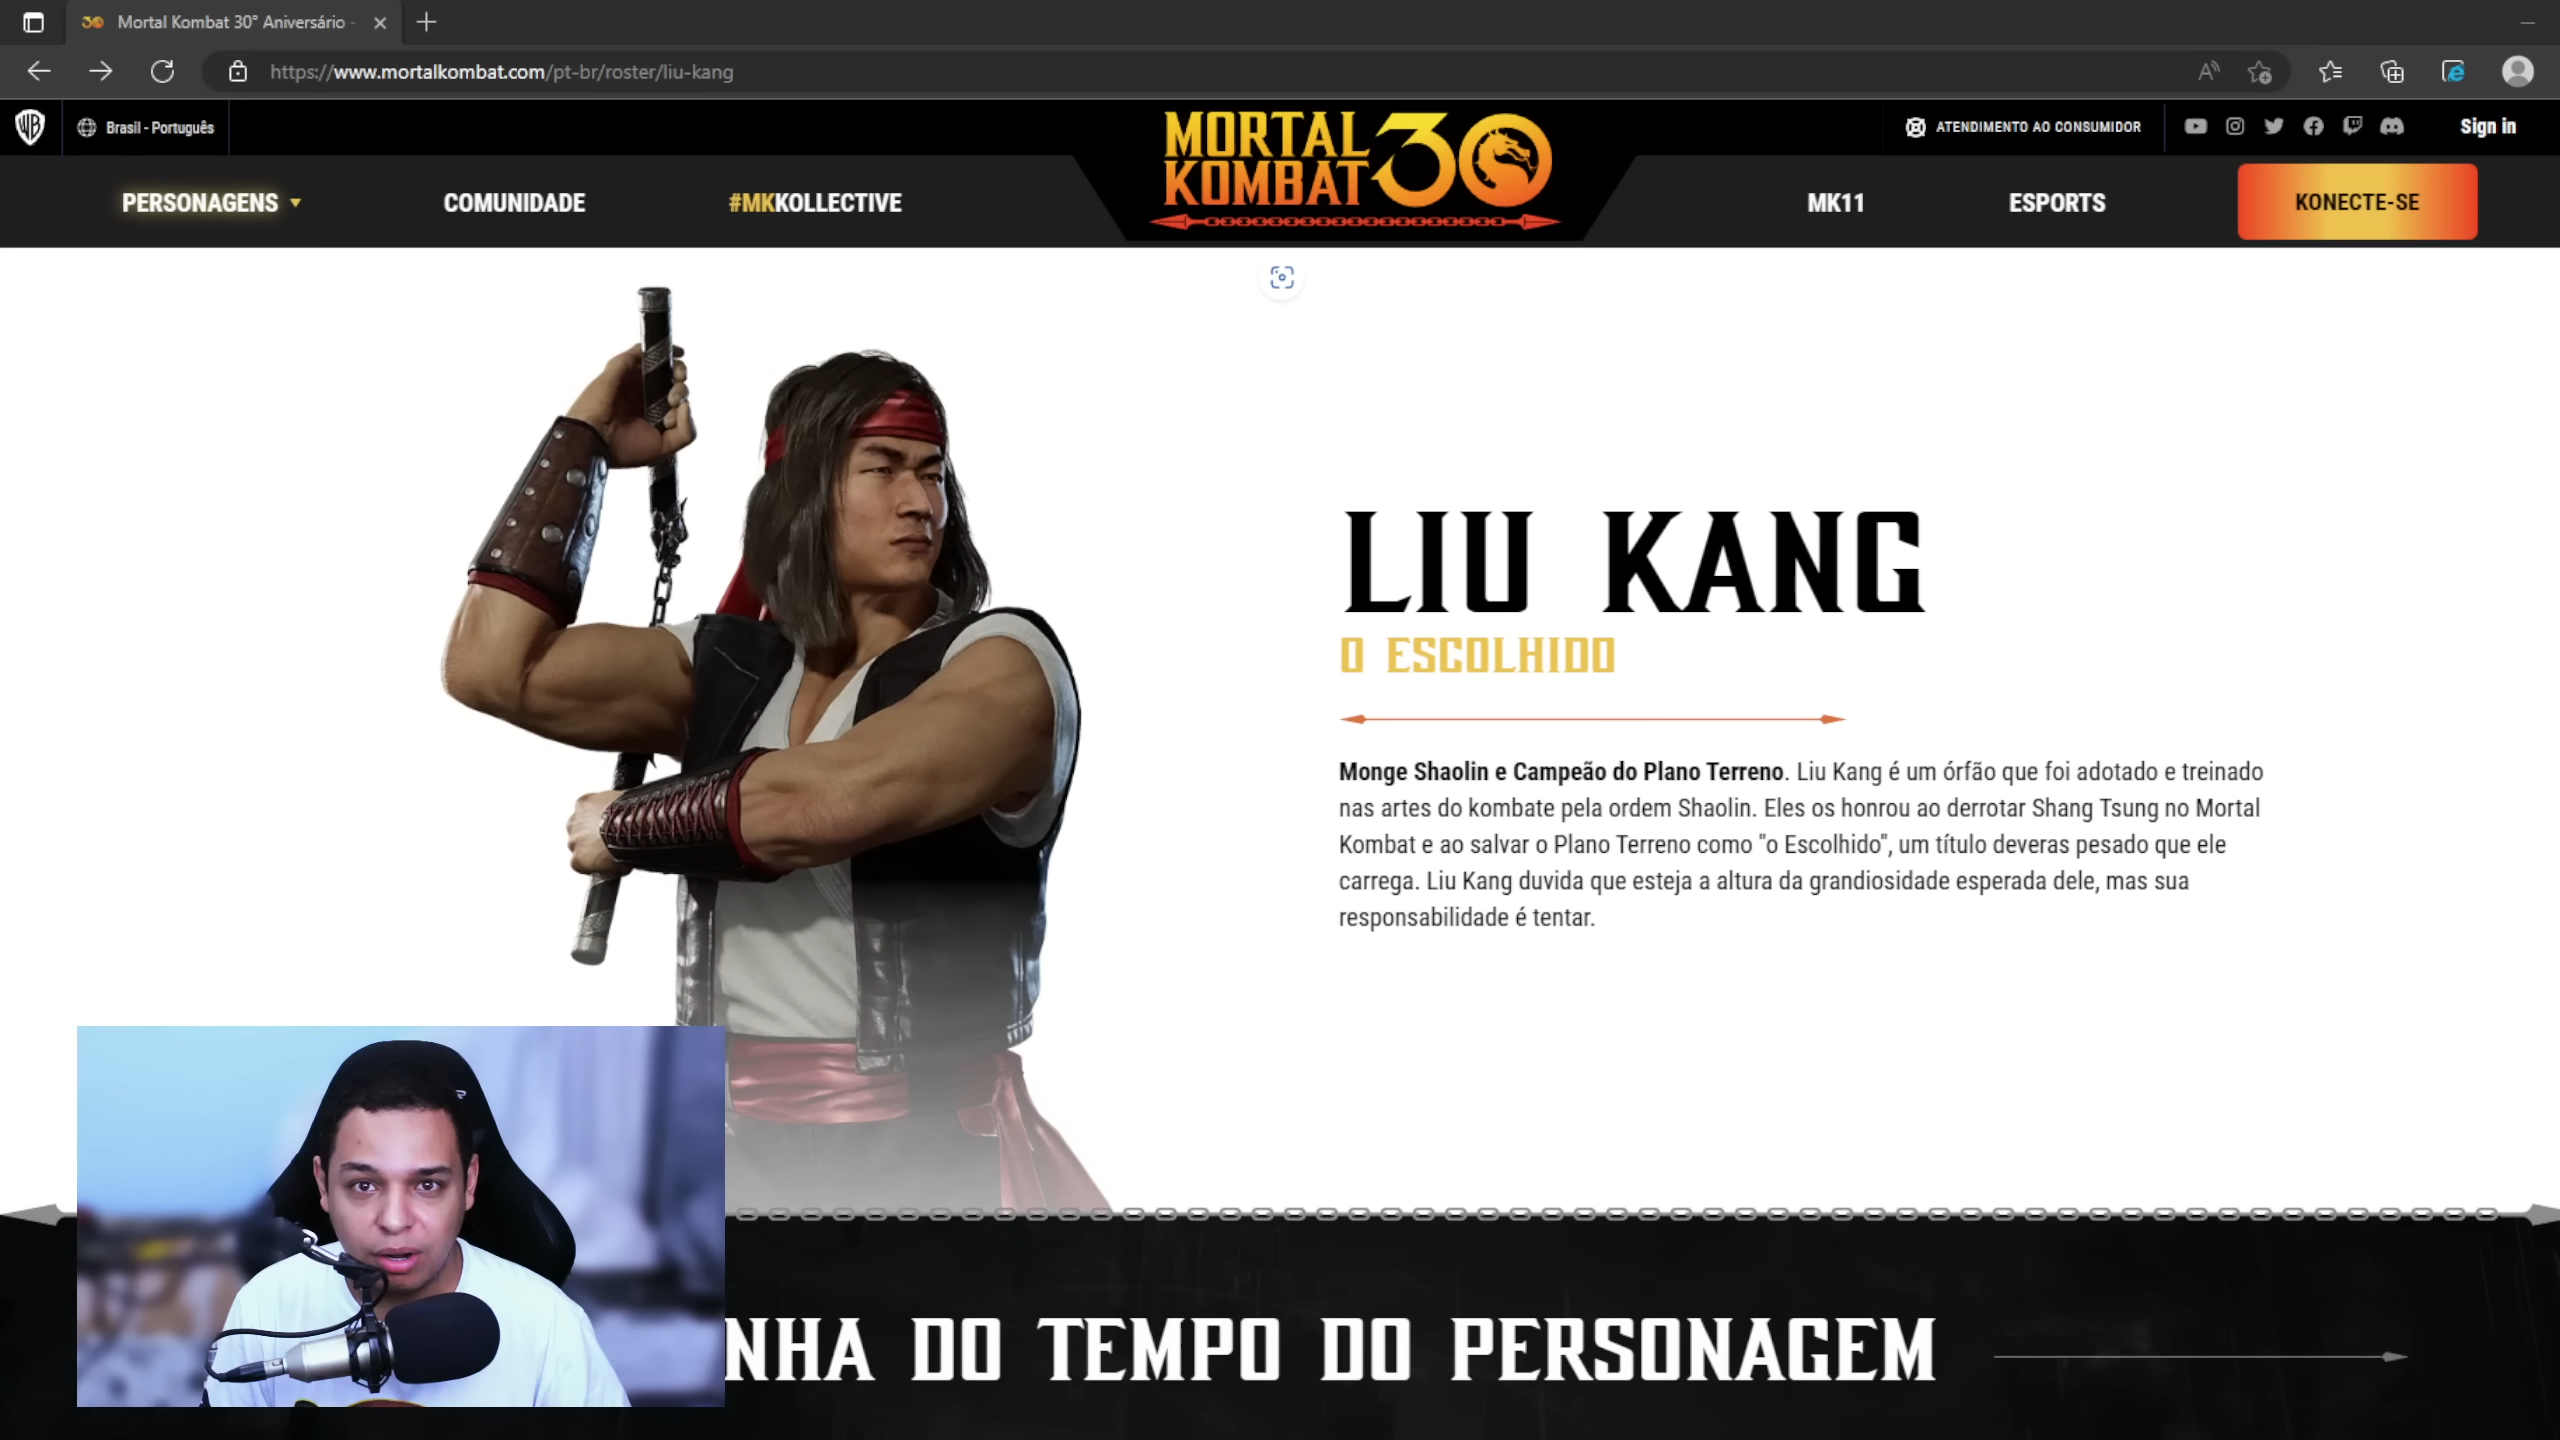 Mortal Kombat 30° Aniversário -
https://www.mortalkombat.com/pt-br/roster/liu-kang
Brasil - Português
MORTAL KOMBAT 30
ATENDIMENTO AO CONSUMIDOR
Sign in
PERSONAGENS
COMUNIDADE
#MKKOLLECTIVE
MK11
ESPORTS
KONECTE-SE
LIU KANG
O ESCOLHIDO
Monge Shaolin e Campeão do Plano Terreno. Liu Kang é um órfão que foi adotado e treinado
nas artes do kombate pela ordem Shaolin. Eles os honrou ao derrotar Shang Tsung no Mortal
Kombat e ao salvar o Plano Terreno como "o Escolhido", um título deveras pesado que ele
carrega. Liu Kang duvida que esteja a altura da grandiosidade esperada dele, mas sua
responsabilidade é tentar.
NHA DO TEMPO DO PERSONAGEM